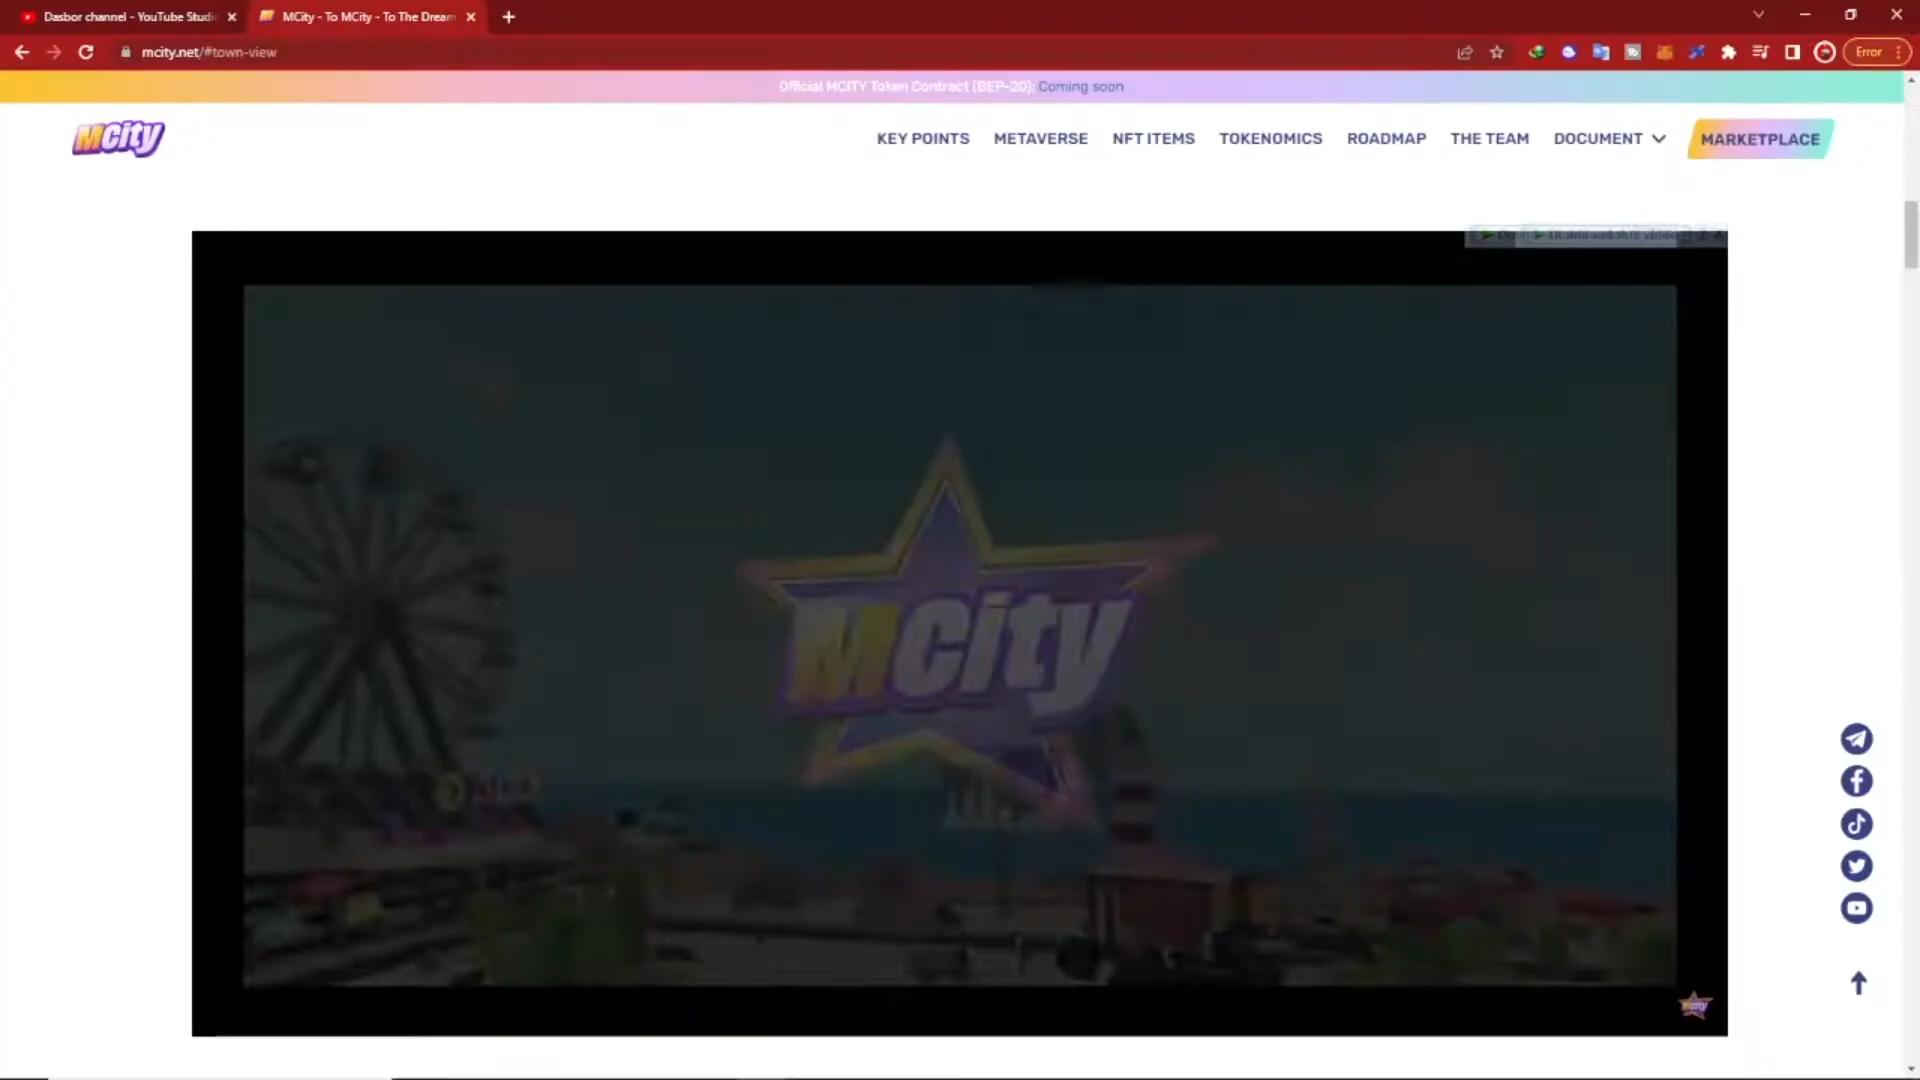 Dasbor channel - YouTube Studi
MCity - To MCity - To The Dream
mcity.net/#town-view
Error
Official MCITY Token Contract (BEP-20): Coming soon
MCity
KEY POINTS
METAVERSE
NFT ITEMS
TOKENOMICS
ROADMAP
THE TEAM
DOCUMENT
MARKETPLACE
MCity
MCity